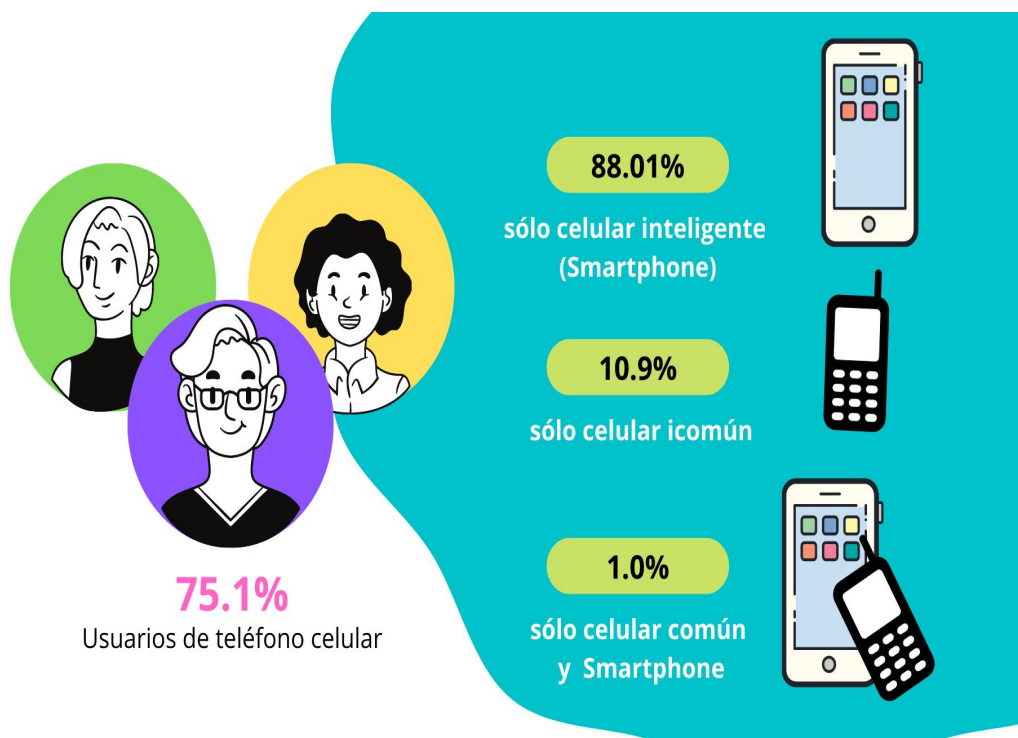 75.1%
Usuarios de teléfono celular
88.01%
sólo celular inteligente
(Smartphone)
10.9%
sólo celular icomún
1.0%
sólo celular común
y Smartphone